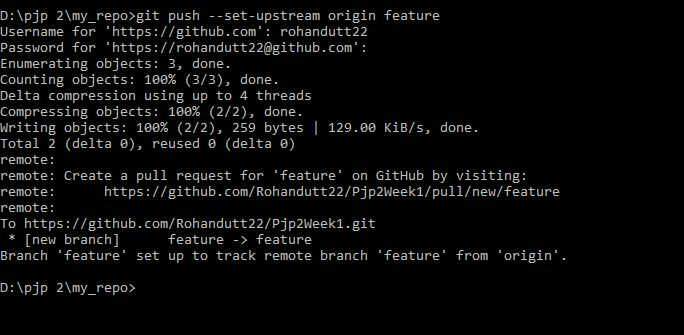 D:\pjp 2\my_repo>git push --set-upstream origin feature
Username for 'https://github.com': rohandutt22
Password for 'https://rohandutt22@github.com':
Enumerating objects: 3, done.
Counting objects: 100% (3/3), done.
Delta compression using up to 4 threads
Compressing objects: 100% (2/2), done.
Writing objects: 100% (2/2), 259 bytes | 129.00 KiB/s, done.
Total 2 (delta 0), reused 0 (delta 0)
remote:
remote: Create a pull request for 'feature' on GitHub by visiting:
remote:      https://github.com/Rohandutt22/Pjp2Week1/pull/new/feature
remote:
To https://github.com/Rohandutt22/Pjp2Week1.git
 * [new branch]      feature -> feature
Branch 'feature' set up to track remote branch 'feature' from 'origin'.
D:\pjp 2\my_repo>